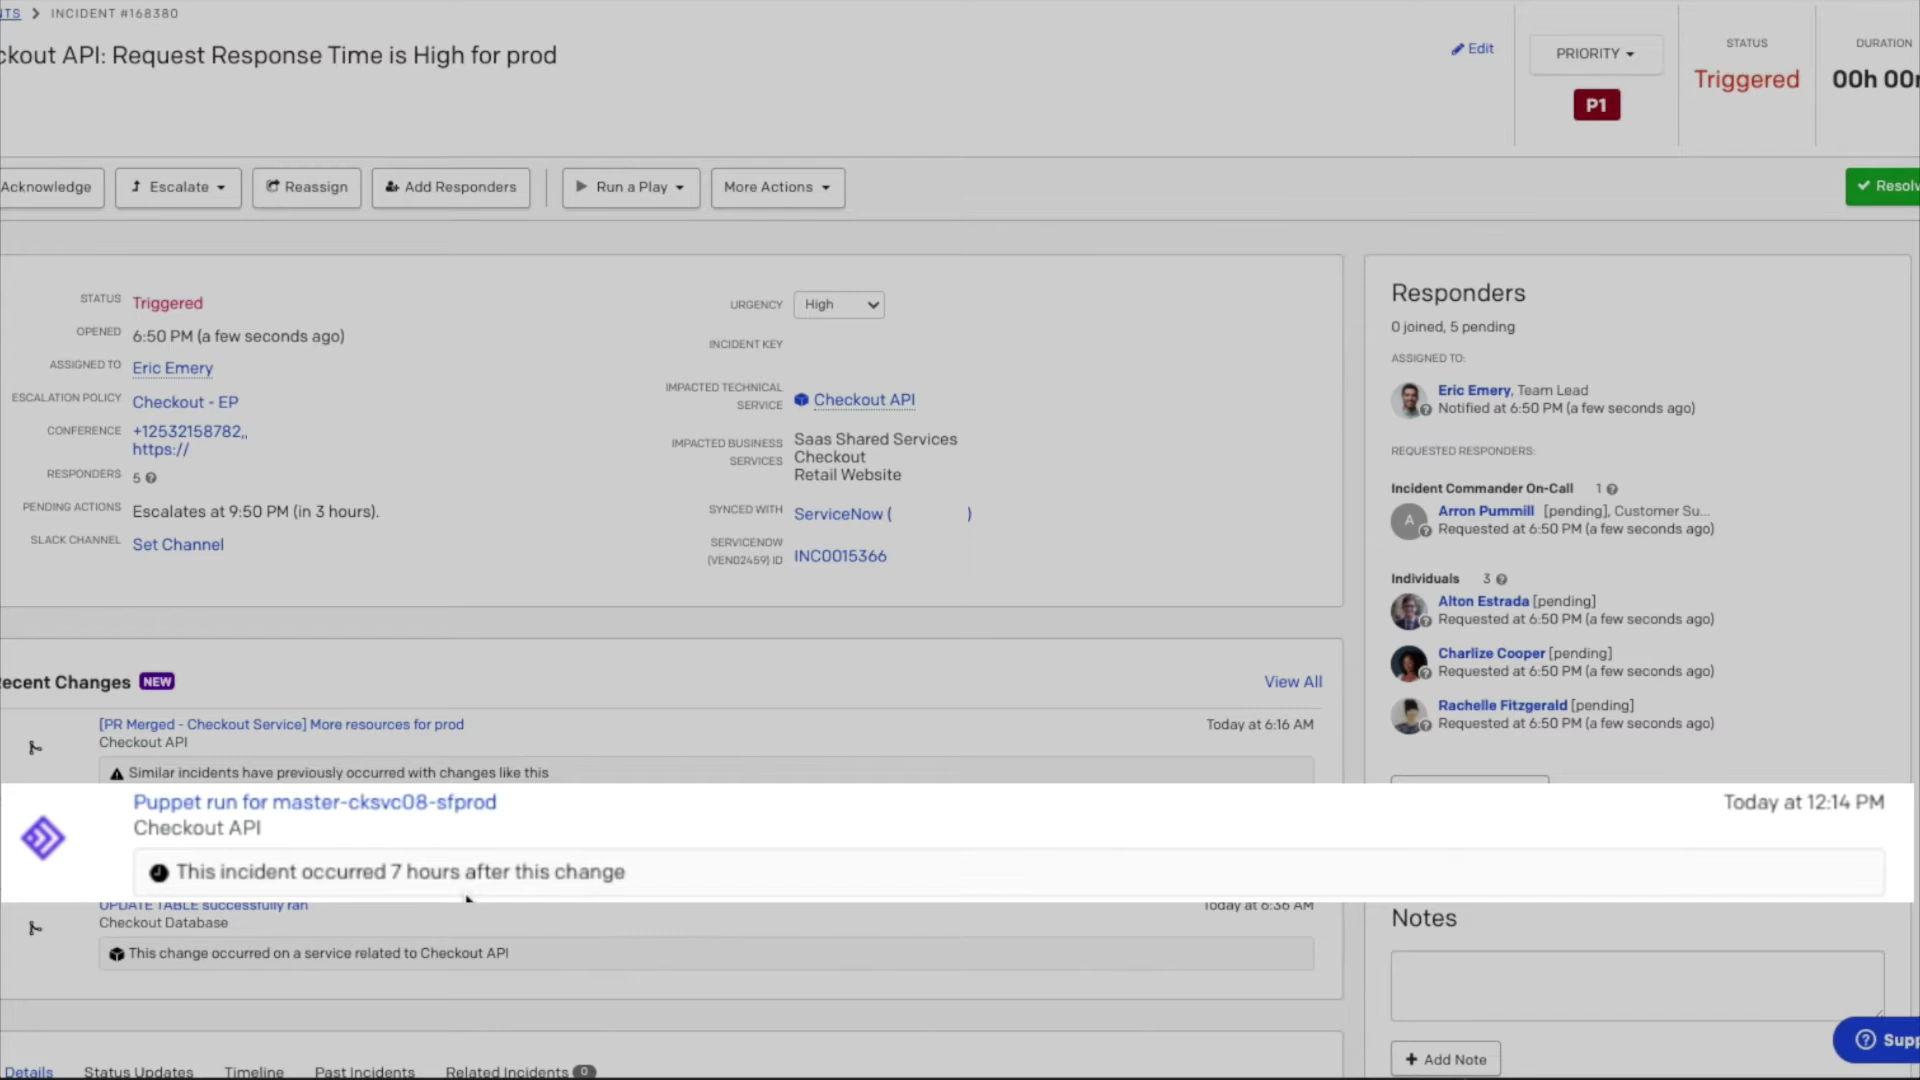 NTS > INCIDENT #168380
ckout API: Request Response Time is High for prod
Edit
PRIORITY
P1
STATUS
Triggered
DURATION
00h 00m
Acknowledge
Escalate
Reassign
Add Responders
Run a Play
More Actions
Resolv
STATUS Triggered
OPENED 6:50 PM (a few seconds ago)
ASSIGNED TO Eric Emery
ESCALATION POLICY Checkout - EP
CONFERENCE +12532158782,,
https://
RESPONDERS 5
PENDING ACTIONS Escalates at 9:50 PM (in 3 hours).
SLACK CHANNEL Set Channel
URGENCY High
INCIDENT KEY
IMPACTED TECHNICAL
SERVICE
Checkout API
IMPACTED BUSINESS
SERVICES
Saas Shared Services
Checkout
Retail Website
SYNCED WITH ServiceNow ( )
SERVICENOW
(VEN02459) ID
INC0015366
Responders
0 joined, 5 pending
ASSIGNED TO:
Eric Emery, Team Lead
Notified at 6:50 PM (a few seconds ago)
REQUESTED RESPONDERS:
Incident Commander On-Call 1
A
Arron Pummill [pending], Customer Su...
Requested at 6:50 PM (a few seconds ago)
Individuals 3
Alton Estrada [pending]
Requested at 6:50 PM (a few seconds ago)
Charlize Cooper [pending]
Requested at 6:50 PM (a few seconds ago)
Rachelle Fitzgerald [pending]
Requested at 6:50 PM (a few seconds ago)
ecent Changes NEW
View All
[PR Merged - Checkout Service] More resources for prod
Today at 6:16 AM
Checkout API
Similar incidents have previously occurred with changes like this
Puppet run for master-cksvc08-sfprod
Today at 12:14 PM
Checkout API
This incident occurred 7 hours after this change
UPDATE TABLE successfully ran
Today at 6:36 AM
Checkout Database
This change occurred on a service related to Checkout API
Notes
Add Note
Supp
Details
Status Updates
Timeline
Past Incidents
Related Incidents 0